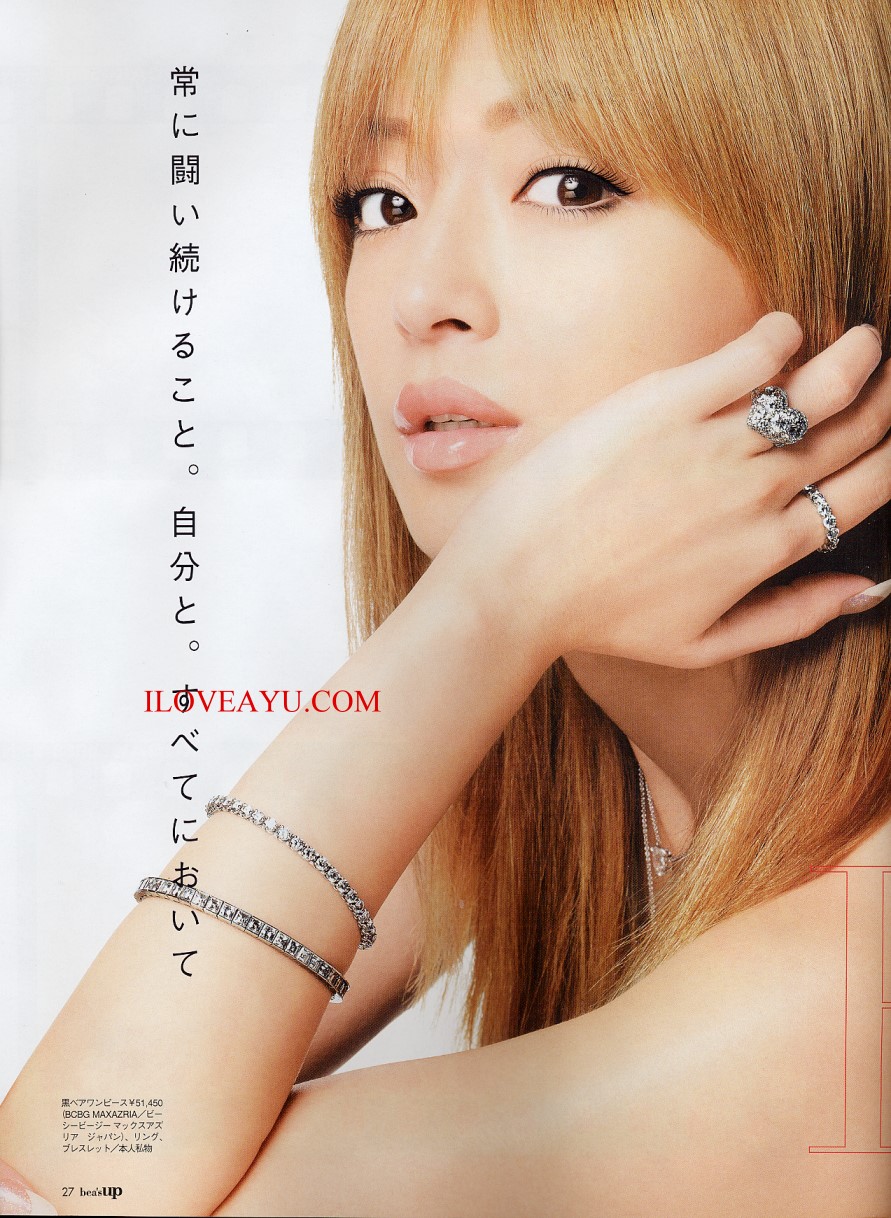 常に闘い続けること。自分と。すべてにおいて
ILOVEAYU.COM
黒ベアワンピース¥51,450
(BCBG MAXAZRIA/ビー
シービージー マックスアズ
リア ジャパン)、リング、
ブレスレット/本人私物
27 bea'sup